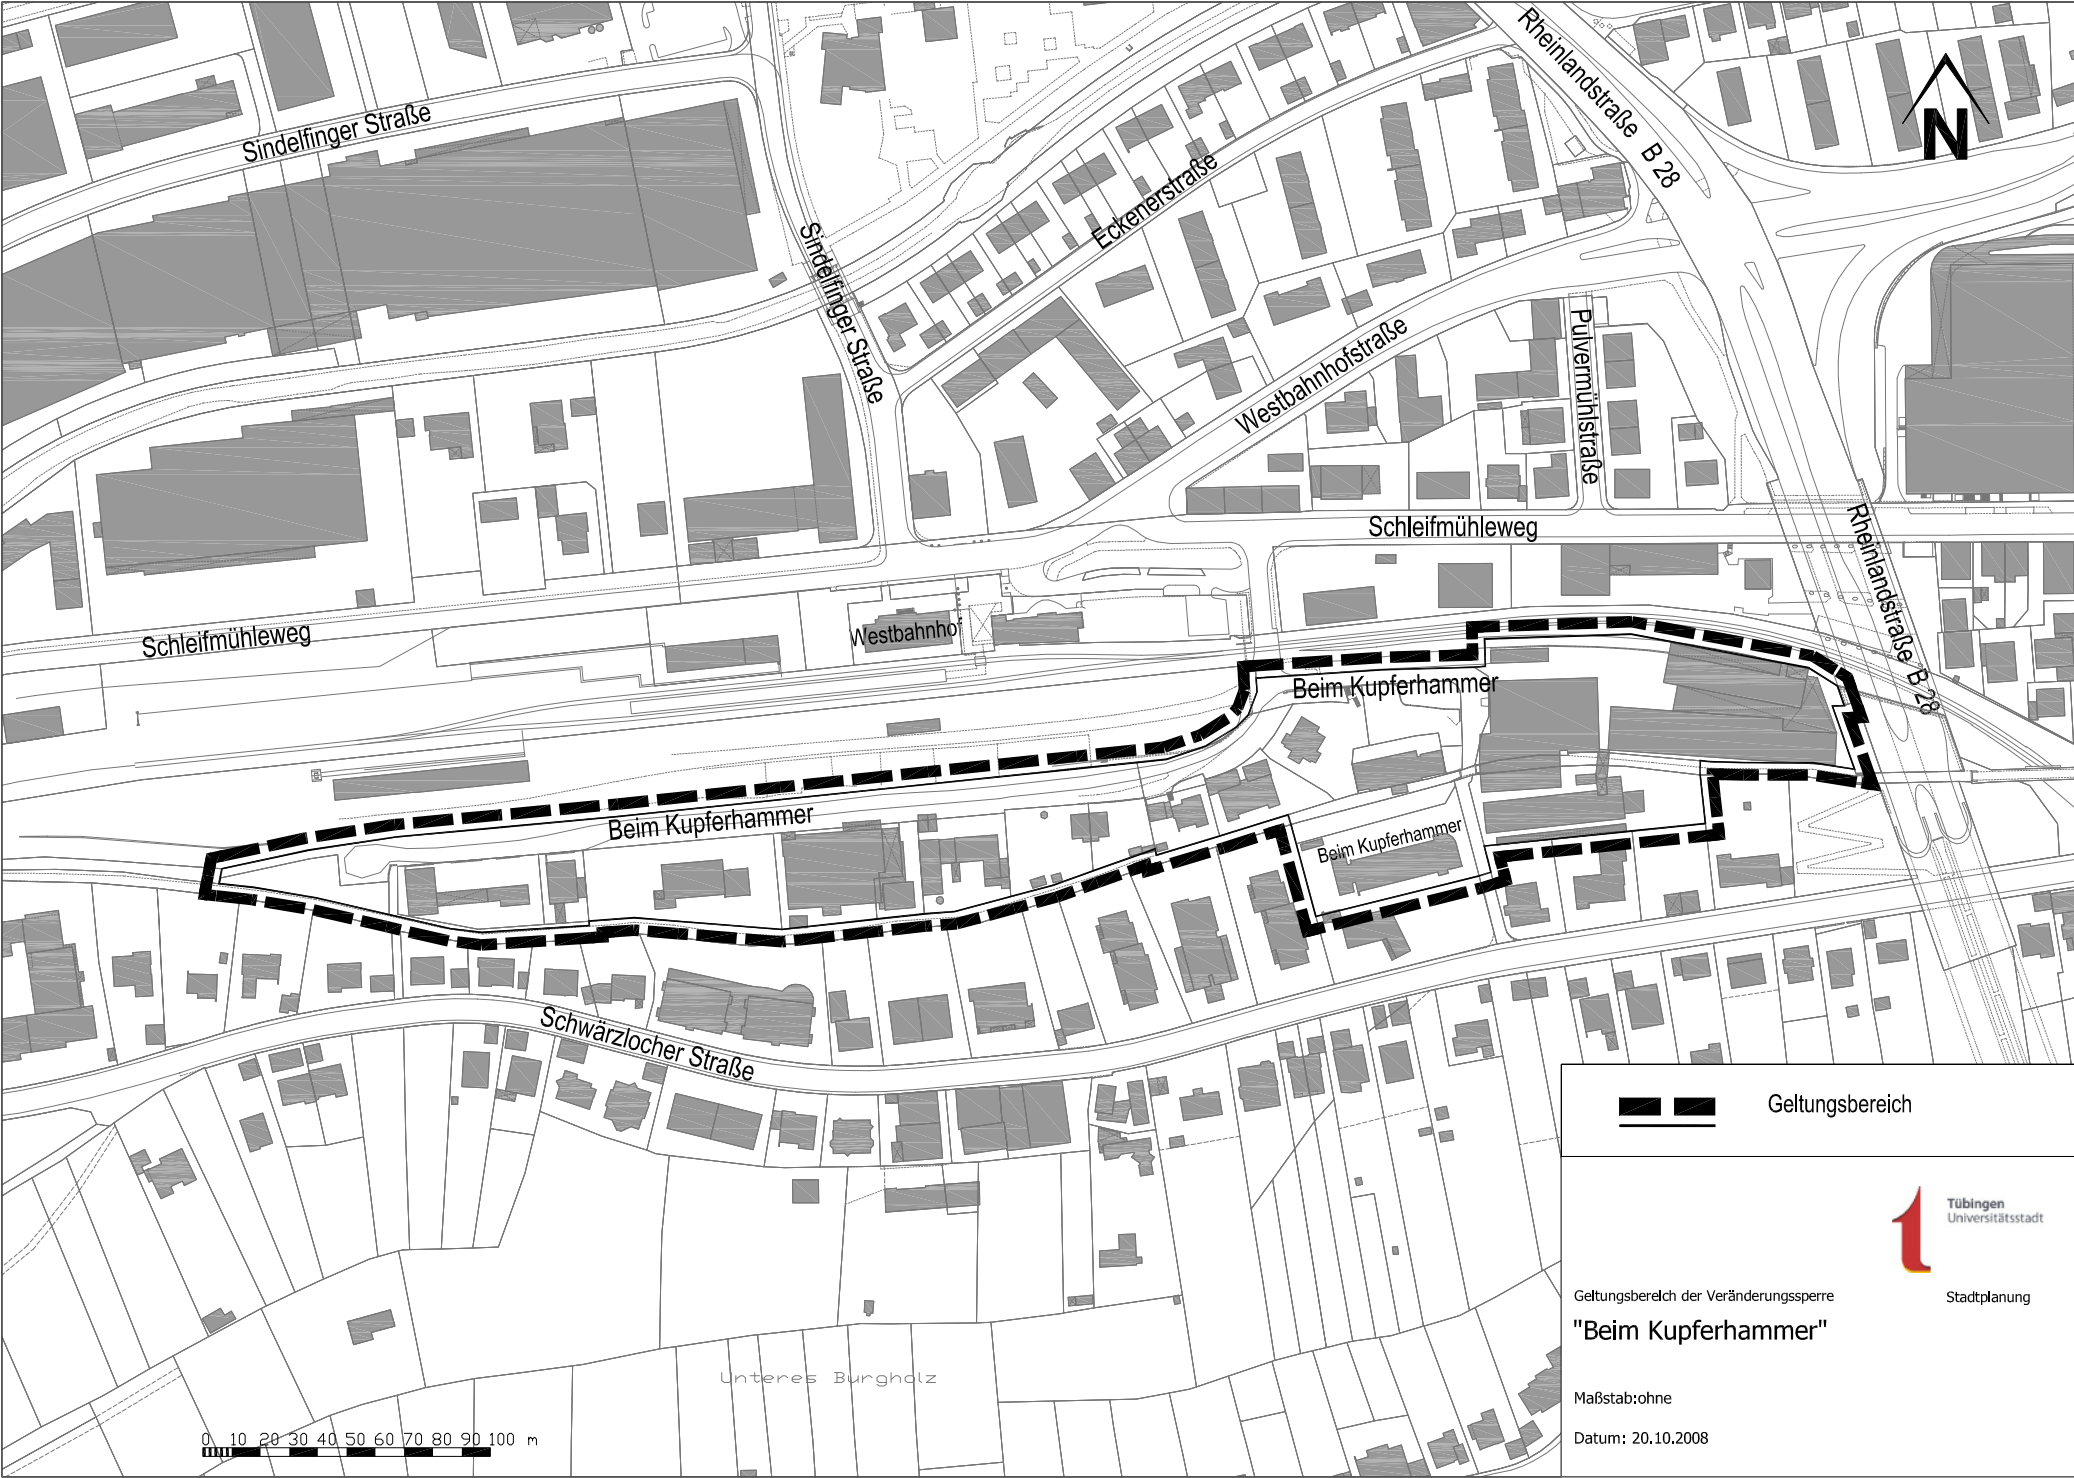 Rheinlandstraße B 28
N
Sindelfinger Straße
Eckenerstraße
Sindelfinger Straße
Westbahnhofstraße
Pulvermühlstraße
Schleifmühleweg
Rheinlandstraße B 28
Schleifmühleweg
Westbahnhof
Beim Kupferhammer
Beim Kupferhammer
Beim Kupferhammer
Schwärzlocher Straße
Geltungsbereich
Tübingen
Universitätsstadt
Geltungsbereich der Veränderungssperre
Stadtplanung
"Beim Kupferhammer"
Unteres Burgholz
Maßstab:ohne
Datum: 20.10.2008
0 10 20 30 40 50 60 70 80 90 100 m